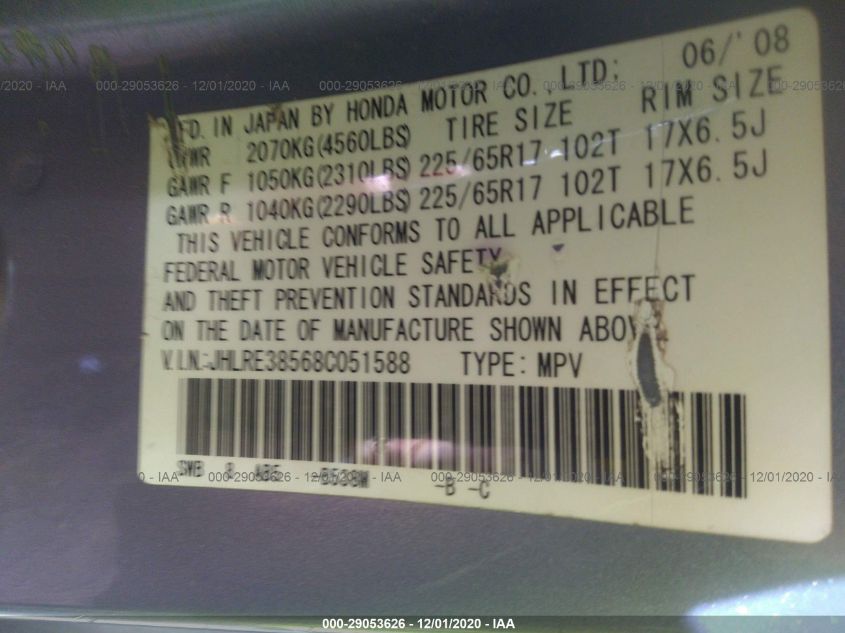 MFD. IN JAPAN BY HONDA MOTOR CO., LTD: 06/'08
GVWR 2070KG(4560LBS) TIRE SIZE RIM SIZE
GAWR F 1050KG(2310LBS) 225/65R17 102T 17X6.5J
GAWR R 1040KG(2290LBS) 225/65R17 102T 17X6.5J
THIS VEHICLE CONFORMS TO ALL APPLICABLE
FEDERAL MOTOR VEHICLE SAFETY
AND THEFT PREVENTION STANDARDS IN EFFECT
ON THE DATE OF MANUFACTURE SHOWN ABOVE.
V.I.N.:JHLRE38568C051588 TYPE: MPV
SWB -B -C
000-29053626 - 12/01/2020 - IAA